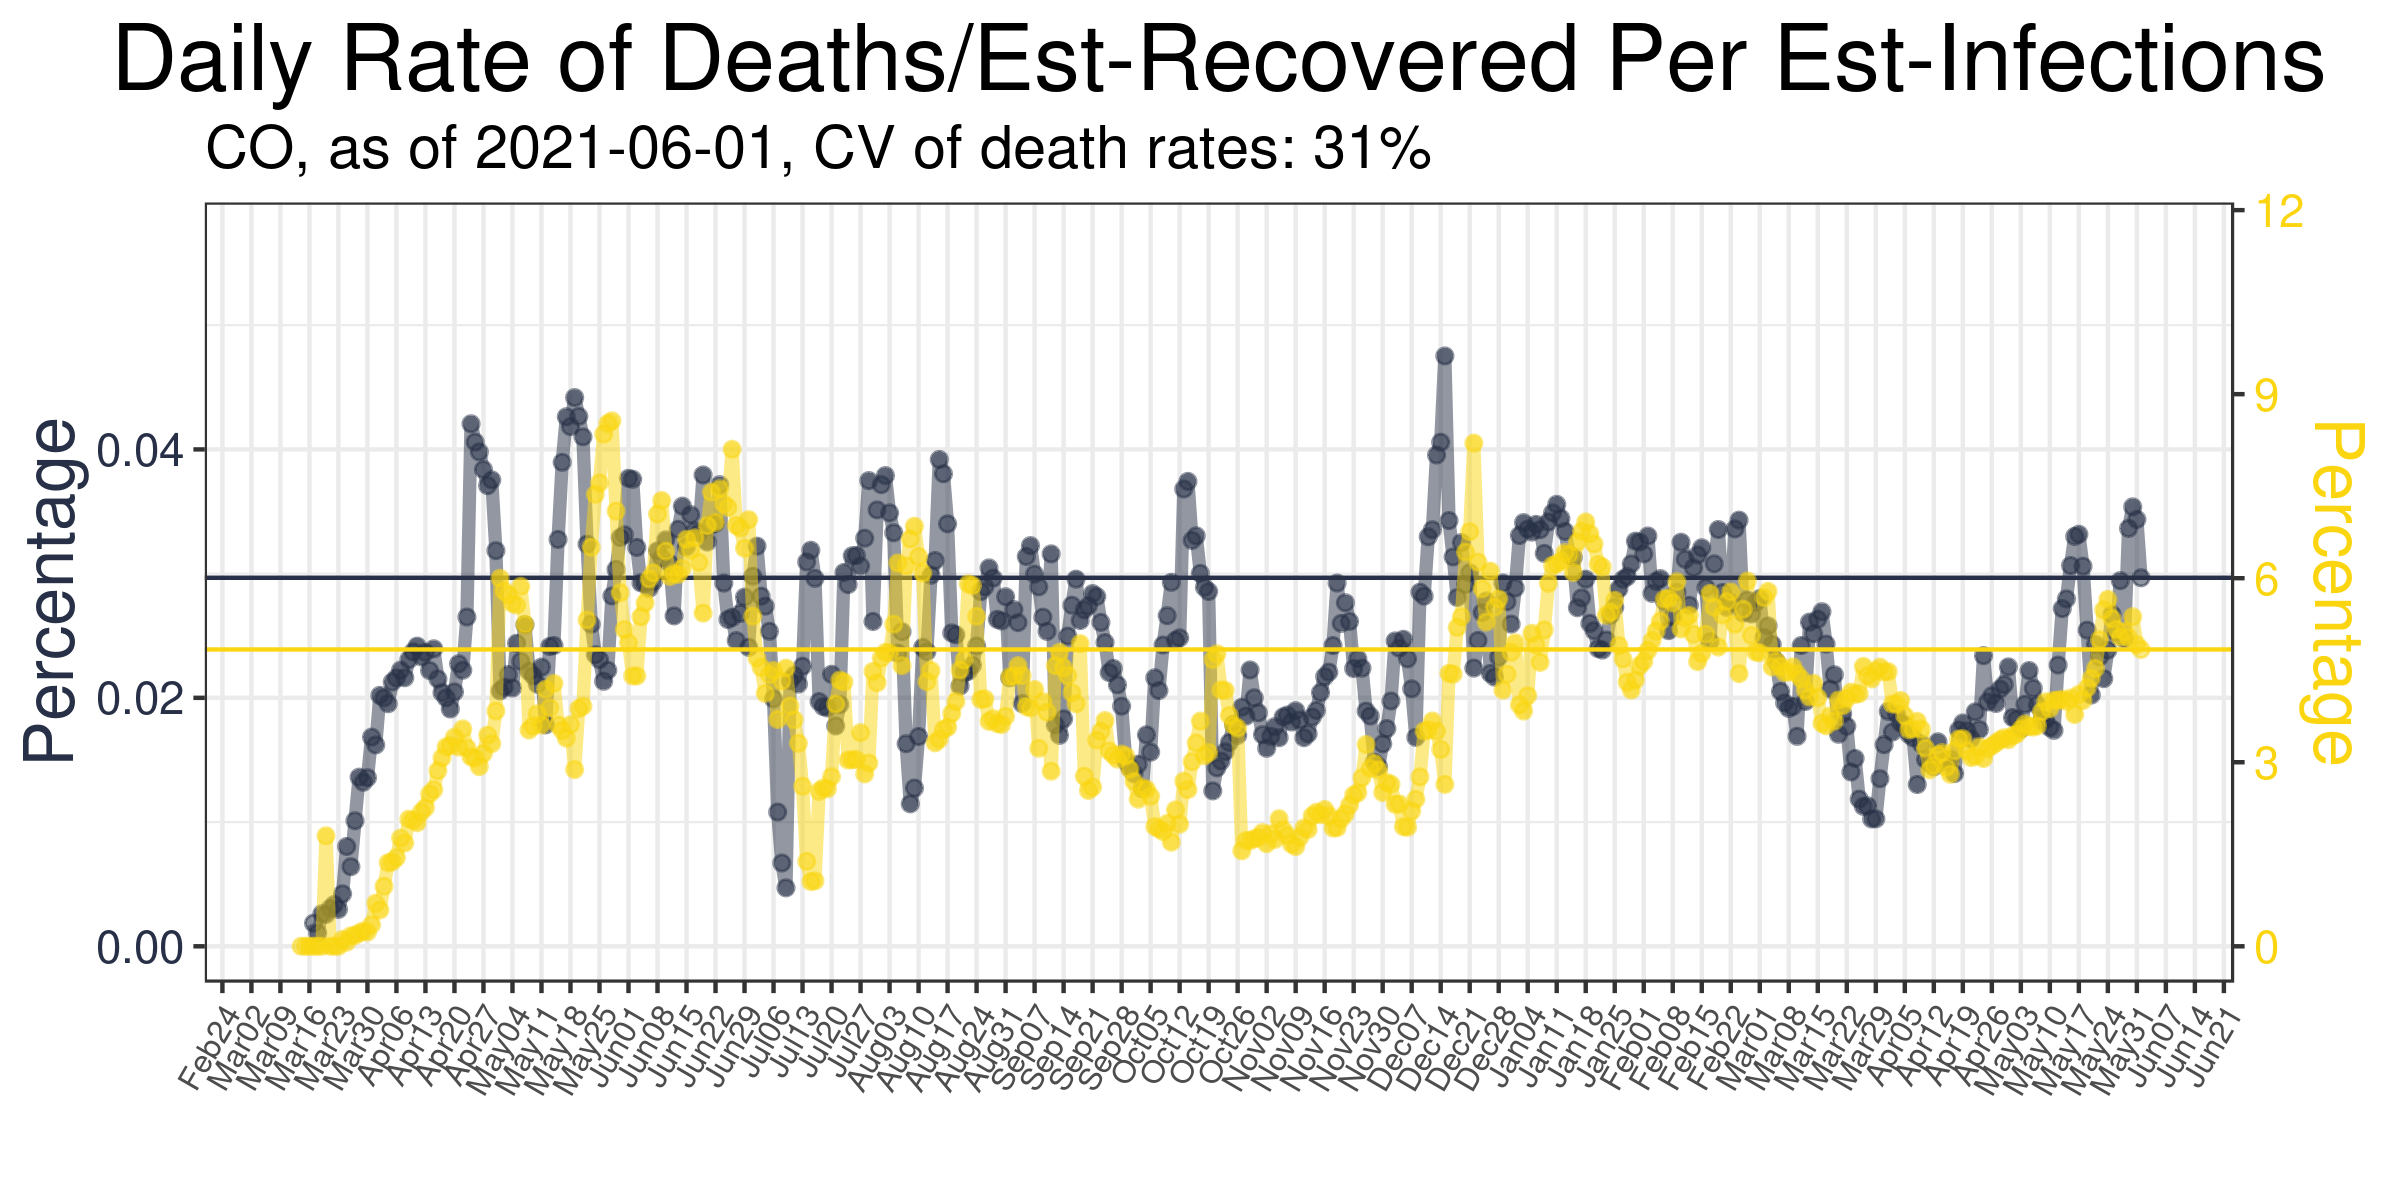 Daily Rate of Deaths/Est-Recovered Per Est-Infections
CO, as of 2021-06-01, CV of death rates: 31%
Percentage
0.04
0.02
0.00
12
9
6
3
0
Percentage
Feb24
Mar02
Mar09
Mar16
Mar23
Mar30
Apr06
Apr13
Apr20
Apr27
May04
May11
May18
May25
Jun01
Jun08
Jun15
Jun22
Jun29
Jul06
Jul13
Jul20
Jul27
Aug03
Aug10
Aug17
Aug24
Aug31
Sep07
Sep14
Sep21
Sep28
Oct05
Oct12
Oct19
Oct26
Nov02
Nov09
Nov16
Nov23
Nov30
Dec07
Dec14
Dec21
Dec28
Jan04
Jan11
Jan18
Jan25
Feb01
Feb08
Feb15
Feb22
Mar01
Mar08
Mar15
Mar22
Mar29
Apr05
Apr12
Apr19
Apr26
May03
May10
May17
May24
May31
Jun07
Jun14
Jun21